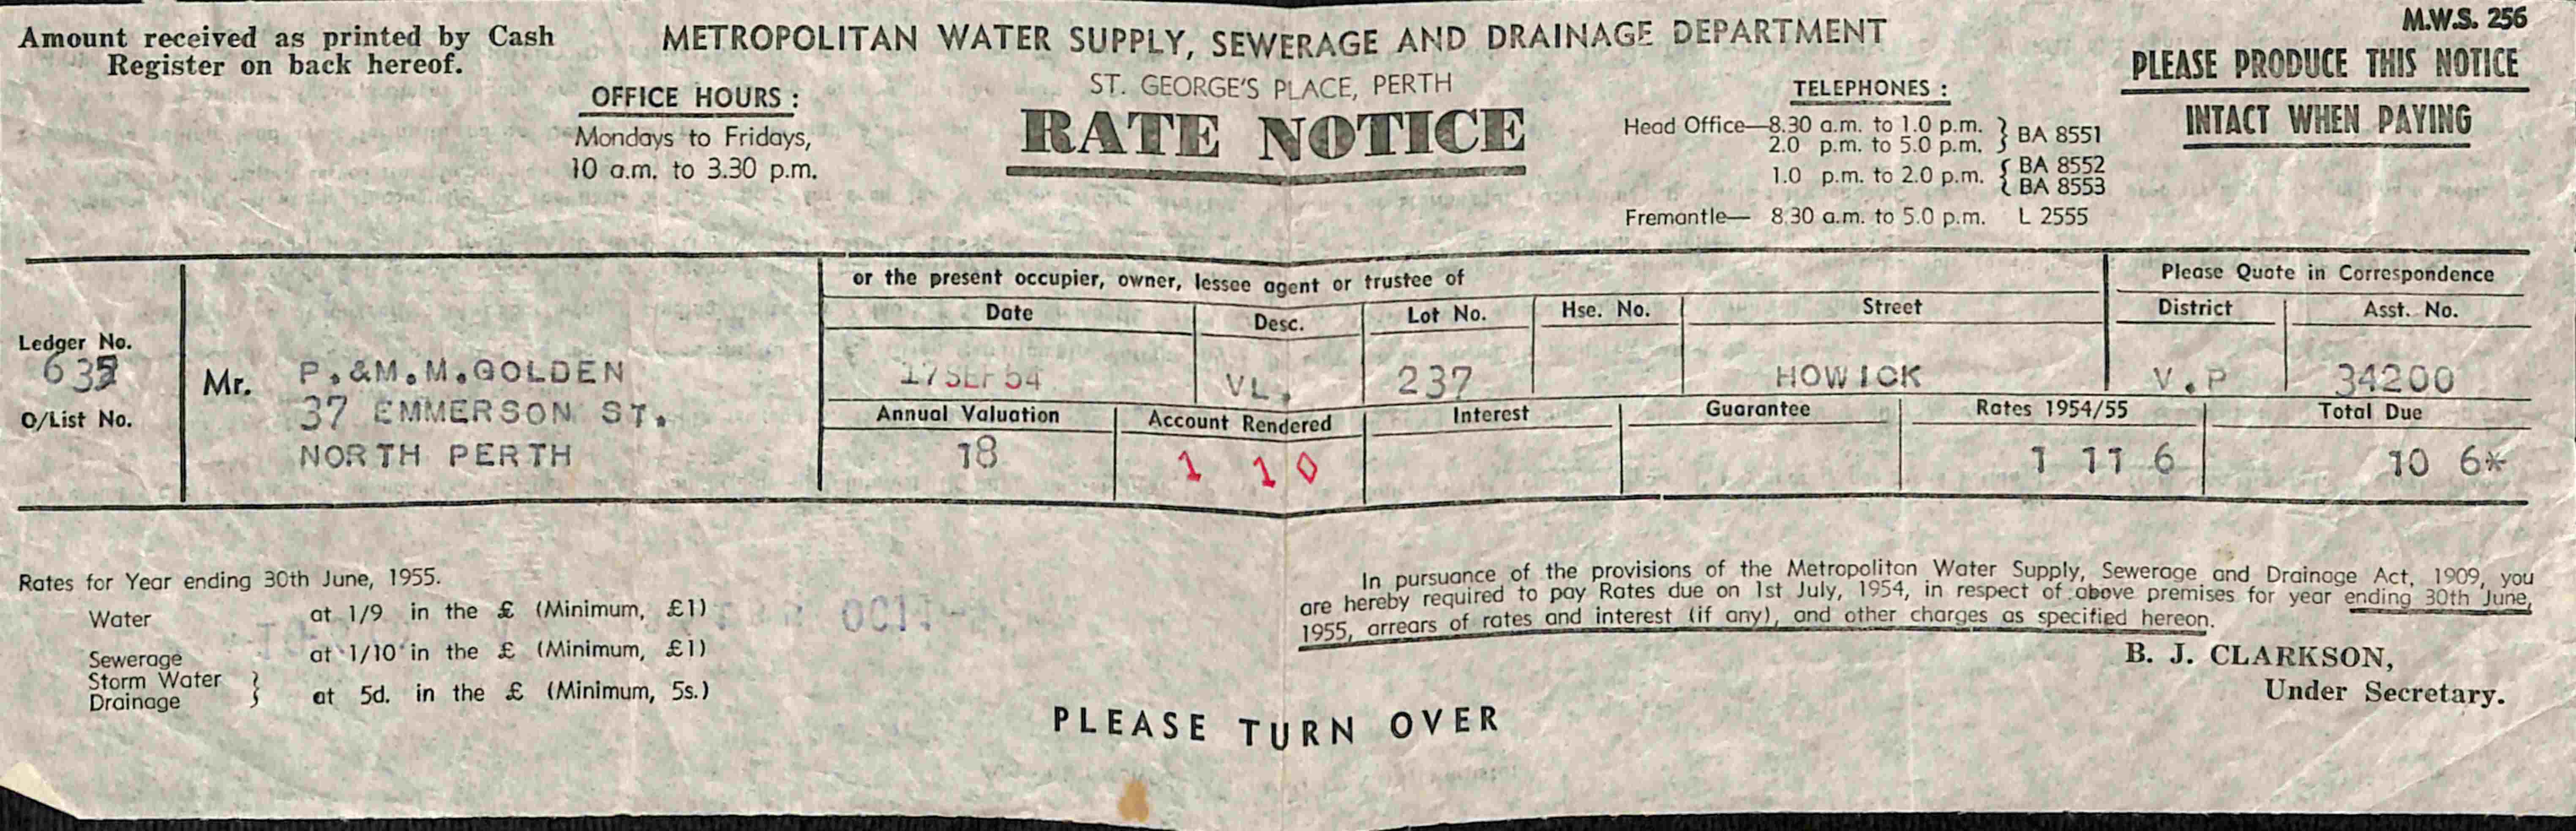 M.W.S. 256
Amount received as printed by Cash
Register on back hereof.
METROPOLITAN WATER SUPPLY, SEWERAGE AND DRAINAGE DEPARTMENT
ST. GEORGE'S PLACE, PERTH
RATE NOTICE
OFFICE HOURS :
Mondays to Fridays,
10 a.m. to 3.30 p.m.
TELEPHONES :
Head Office—8.30 a.m. to 1.0 p.m. } BA 8551
2.0 p.m. to 5.0 p.m.
1.0 p.m. to 2.0 p.m. { BA 8552
BA 8553
Fremantle— 8.30 a.m. to 5.0 p.m. L 2555
PLEASE PRODUCE THIS NOTICE
INTACT WHEN PAYING
Ledger No.
O/List No.
Mr. P.&M.M.GOLDEN
37 EMMERSON ST.
NORTH PERTH
or the present occupier, owner, lessee agent or trustee of
Please Quote in Correspondence
Date Desc. Lot No. Hse. No. Street District Asst. No.
17 SEP 54 VL. 237 HOWICK V.P 34200
Annual Valuation Account Rendered Interest Guarantee Rates 1954/55 Total Due
18 1 10 1 11 6 10 6*
Rates for Year ending 30th June, 1955.
Water at 1/9 in the £ (Minimum, £1)
Sewerage at 1/10 in the £ (Minimum, £1)
Storm Water
Drainage } at 5d. in the £ (Minimum, 5s.)
In pursuance of the provisions of the Metropolitan Water Supply, Sewerage and Drainage Act, 1909, you
are hereby required to pay Rates due on 1st July, 1954, in respect of above premises for year ending 30th June,
1955, arrears of rates and interest (if any), and other charges as specified hereon.
B. J. CLARKSON,
Under Secretary.
PLEASE TURN OVER